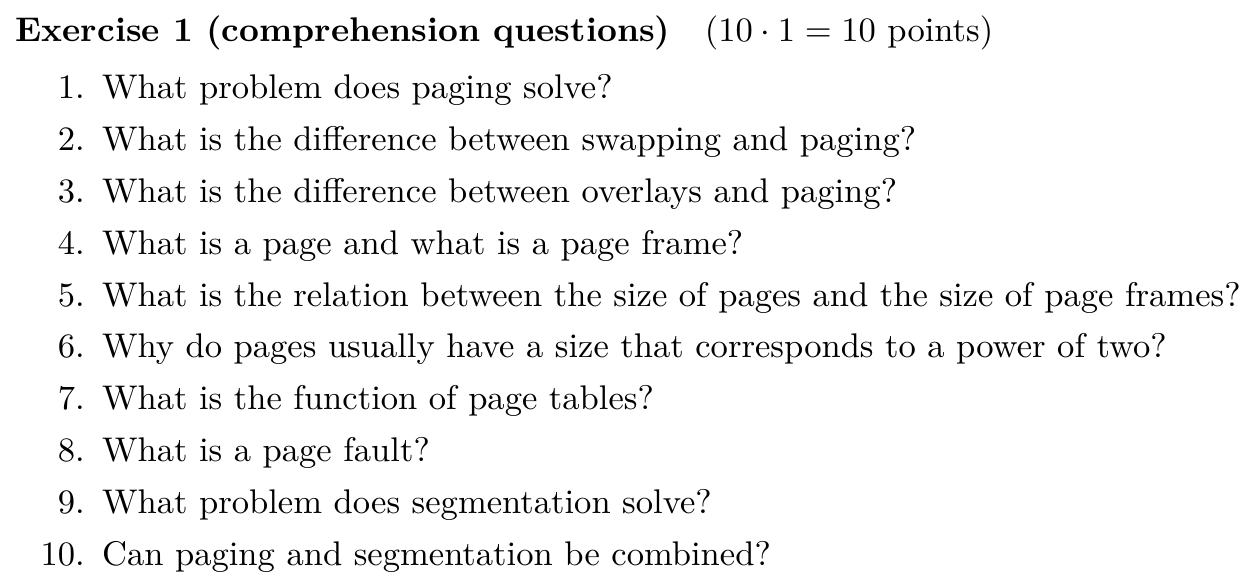 Exercise 1 (comprehension questions) (10 · 1 = 10 points)
1. What problem does paging solve?
2. What is the difference between swapping and paging?
3. What is the difference between overlays and paging?
4. What is a page and what is a page frame?
5. What is the relation between the size of pages and the size of page frames?
6. Why do pages usually have a size that corresponds to a power of two?
7. What is the function of page tables?
8. What is a page fault?
9. What problem does segmentation solve?
10. Can paging and segmentation be combined?